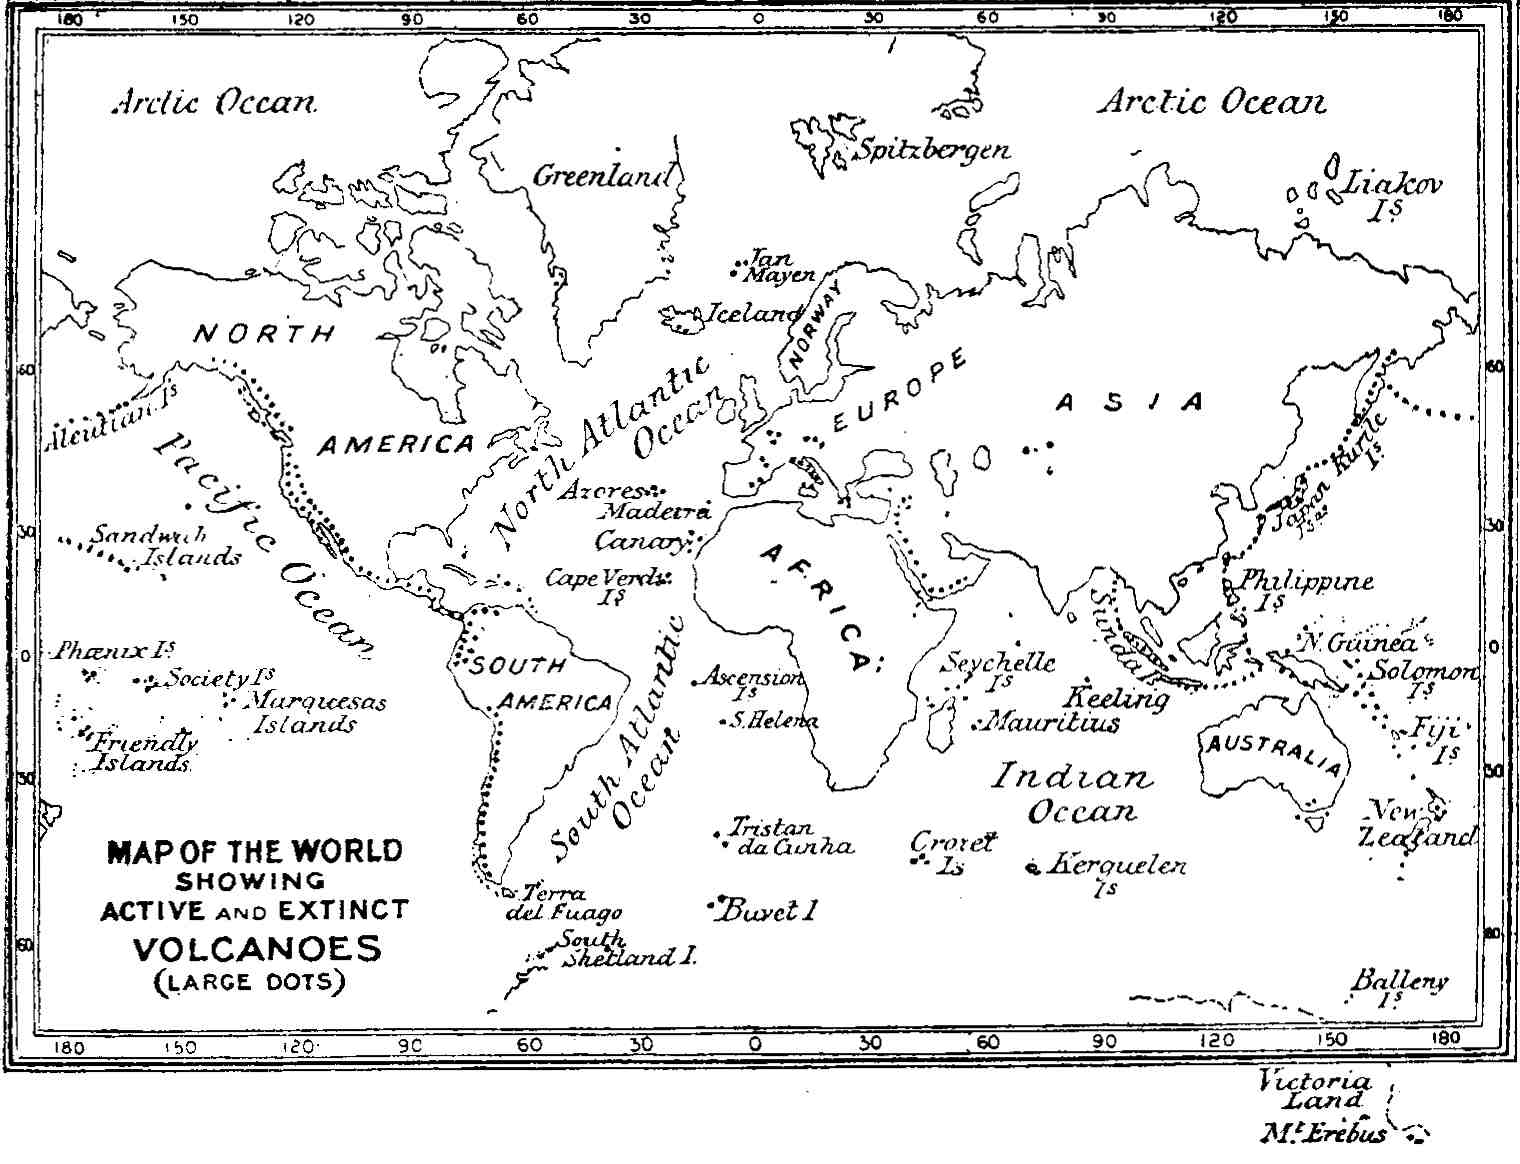 180 150 120 90 60 30 0 30 60 90 120 150 180
Arctic Ocean.
Arctic Ocean
Spitzbergen
Greenland
Liakov
Is
Jan
Mayen
Iceland
NORWAY
NORTH
AMERICA
60
60
EUROPE
ASIA
North Atlantic
Ocean
Aleutian Is
Pacific Ocean
Kurile
Is
Japan
Is
Azores
Madeira
Canary
30
30
Sandwich
Islands
Cape Verde
Is
AFRICA
Philippine
Is
Sunda Is
Phœnix Is
0
0
N. Guinea
Solomon
Is
Society Is
Marquesas
Islands
SOUTH
AMERICA
Ascension
Is
Seychelle
Is
Keeling
S. Helena
Mauritius
Fiji
Is
Friendly
Islands.
South Atlantic
Ocean
AUSTRALIA
30
30
Indian
Ocean
New
Zealand
Tristan
da Cunha
Crozet
Is
Kerguelen
Is
MAP OF THE WORLD
SHOWING
ACTIVE AND EXTINCT
VOLCANOES
(LARGE DOTS)
Terra
del Fuago
Buvet I
South
Shetland I.
60
60
Balleny
Is
180 150 120 90 60 30 0 30 60 90 120 150 180
Victoria
Land
Mt. Erebus